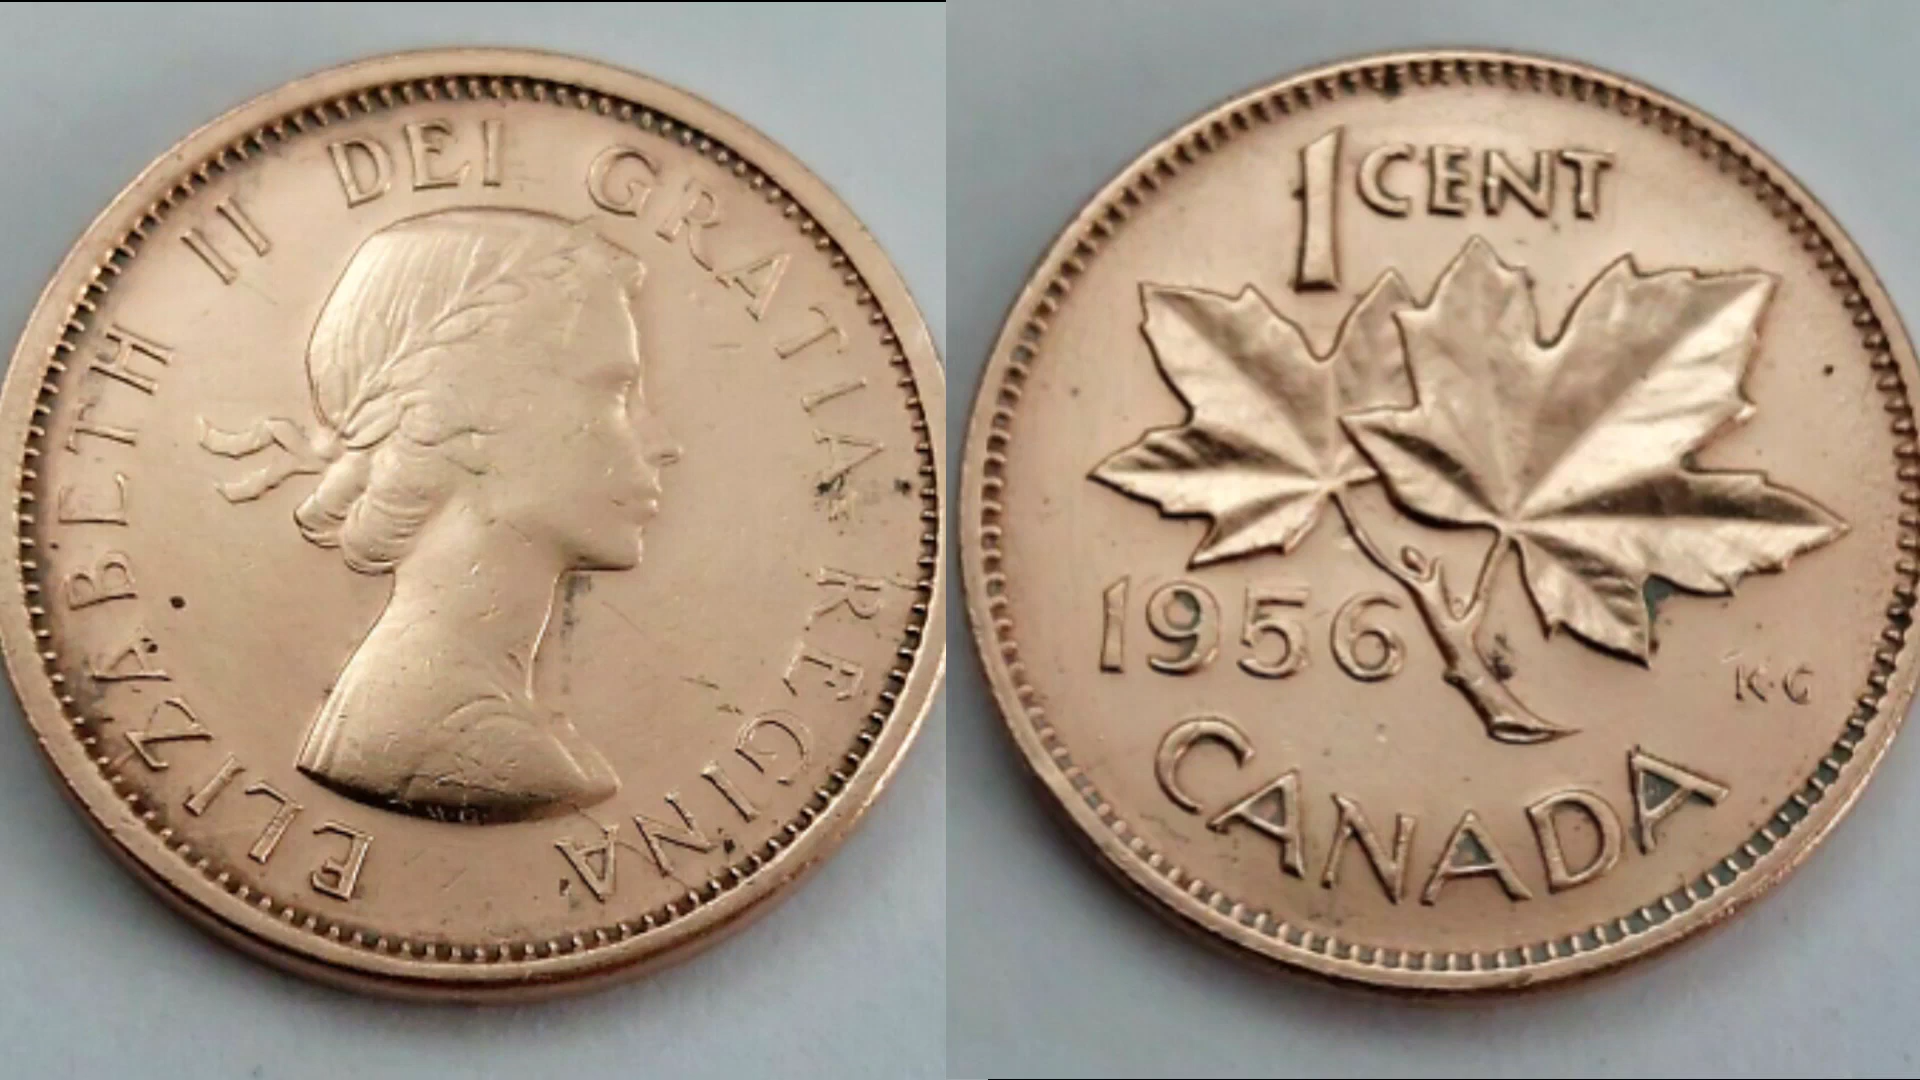 ELIZABETH II DEI GRATIA·REGINA
1 CENT
1956
K·G
CANADA